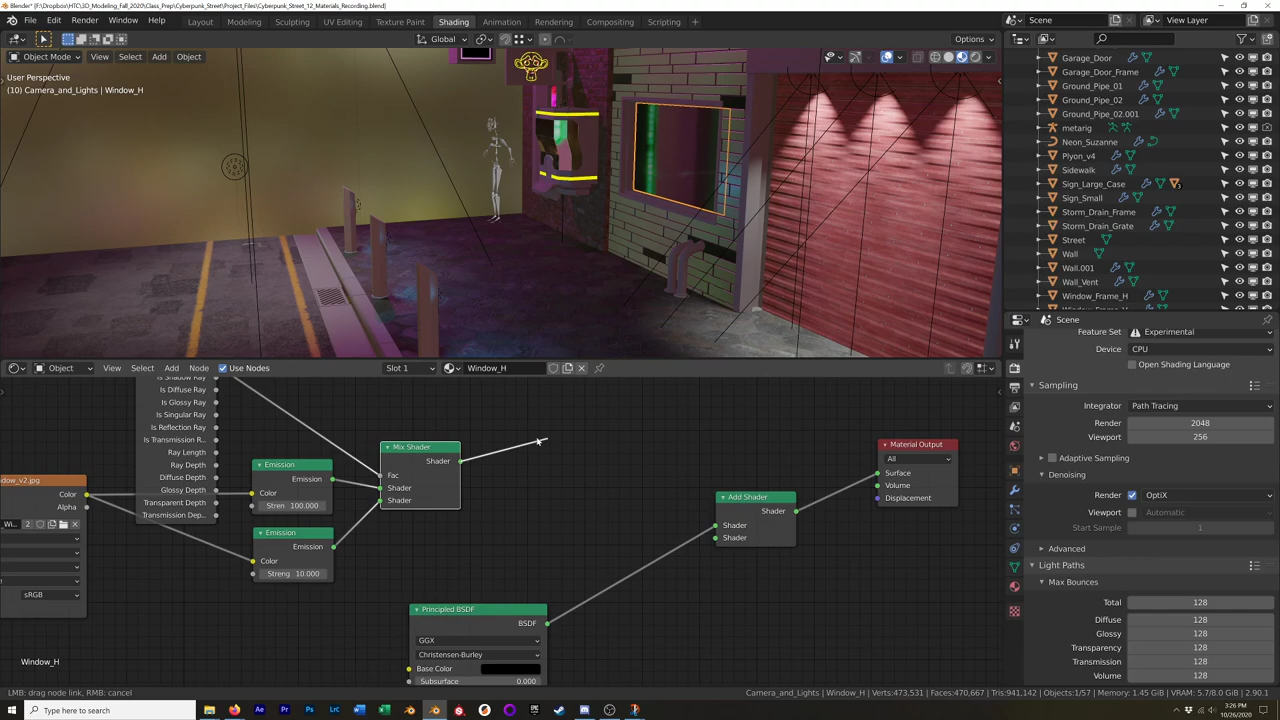 Blender* [D:\Dropbox\HTC\3D_Modeling_Fall_2020\Class_Prep\Cyberpunk_Street\Project_Files\Cyberpunk_Street_12_Materials_Recording.blend]
File Edit Render Window Help
Layout Modeling Sculpting UV Editing Texture Paint Shading Animation Rendering Compositing Scripting +
Scene View Layer
Global Options
Object Mode View Select Add Object
User Perspective
(10) Camera_and_Lights | Window_H
Garage_Door
Garage_Door_Frame
Ground_Pipe_01
Ground_Pipe_02
Ground_Pipe_02.001
metarig
Neon_Suzanne
Plyon_v4
Sidewalk
Sign_Large_Case
Sign_Small
Storm_Drain_Frame
Storm_Drain_Grate
Street
Wall
Wall.001
Wall_Vent
Window_Frame_H
Scene
Feature Set Experimental
Device CPU
Open Shading Language
Sampling
Integrator Path Tracing
Render 2048
Viewport 256
Adaptive Sampling
Denoising
Render OptiX
Viewport Automatic
Start Sample 1
Advanced
Light Paths
Max Bounces
Total 128
Diffuse 128
Glossy 128
Transparency 128
Transmission 128
Volume 128
Object View Select Add Node Use Nodes Slot 1 Window_H
Is Diffuse Ray
Is Glossy Ray
Is Singular Ray
Is Reflection Ray
Is Transmission R...
Ray Length
Ray Depth
Diffuse Depth
Glossy Depth
Transparent Depth
Transmission Dep...
dow_v2.jpg
Color
Alpha
Wi... 2
sRGB
Emission
Emission
Color
Stren 100.000
Emission
Emission
Color
Streng 10.000
Mix Shader
Shader
Fac
Shader
Shader
Principled BSDF
BSDF
GGX
Christensen-Burley
Base Color
Subsurface 0.000
Add Shader
Shader
Shader
Shader
Material Output
All
Surface
Volume
Displacement
Window_H
LMB: drag node link, RMB: cancel
Camera_and_Lights | Window_H | Verts:473,531 | Faces:470,667 | Tris:941,142 | Objects:1/57 | Memory: 1.45 GiB | VRAM: 5.7/8.0 GiB | 2.90.1
Type here to search
3:26 PM
10/26/2020